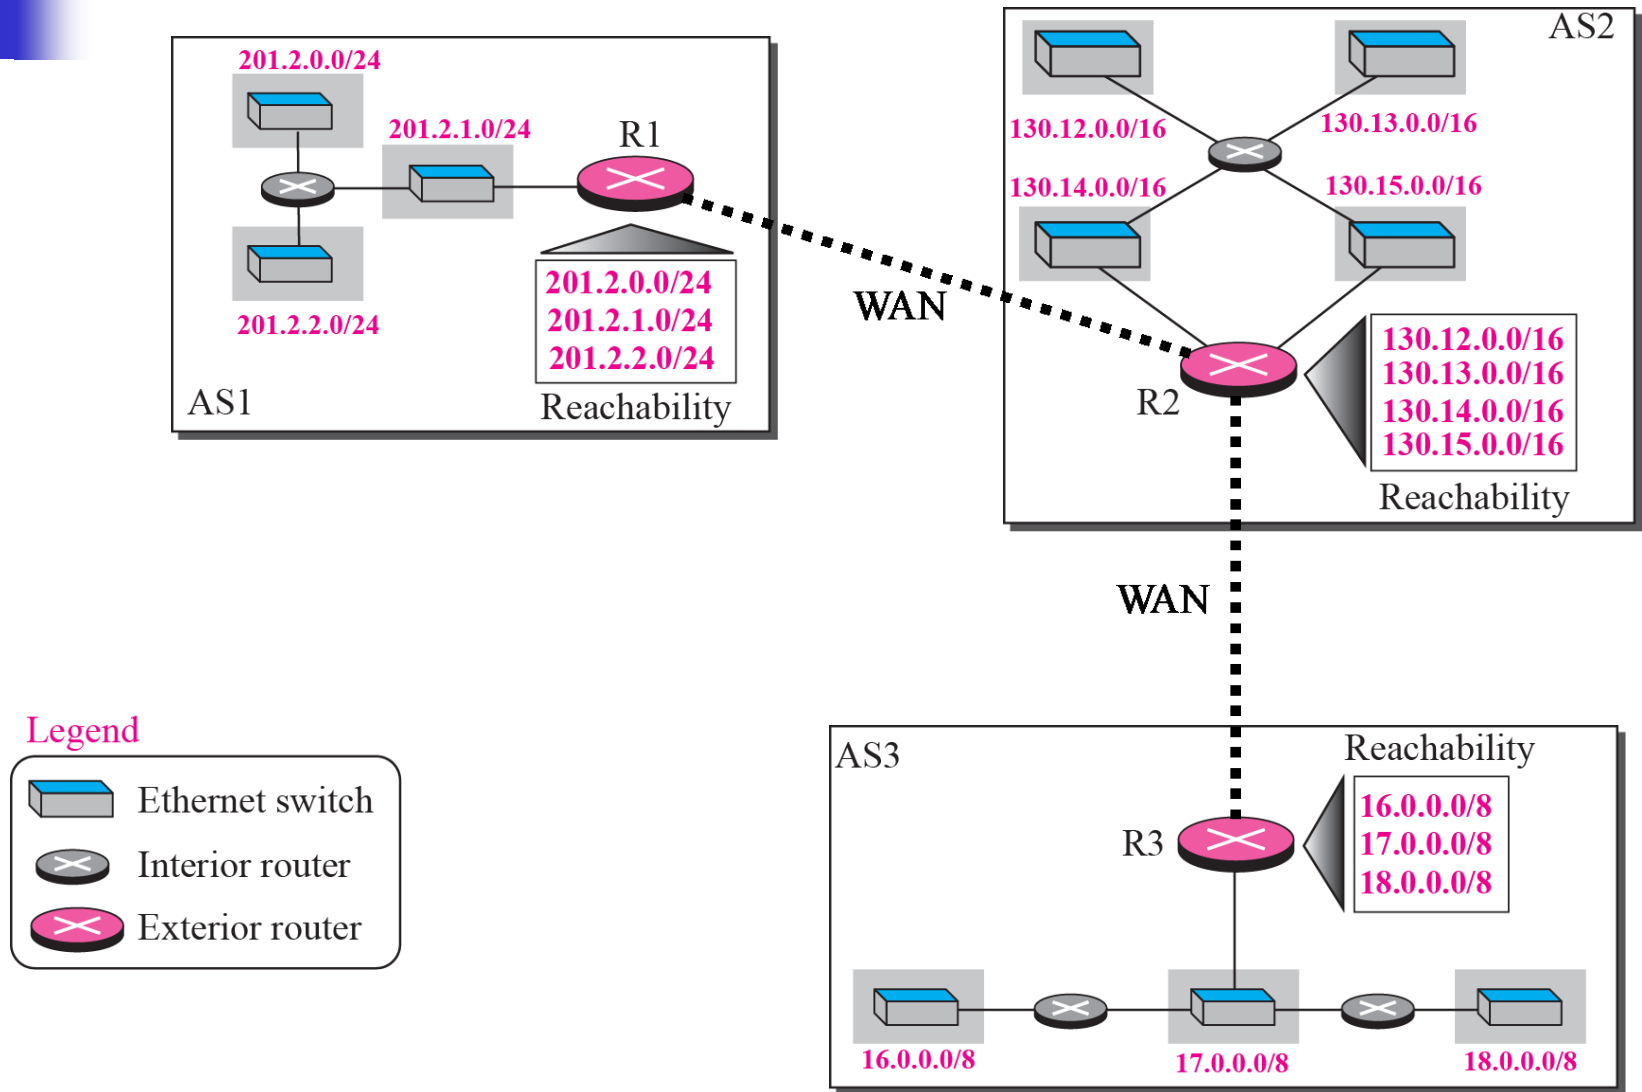 201.2.0.0/24
201.2.1.0/24
R1
201.2.2.0/24
201.2.0.0/24
201.2.1.0/24
201.2.2.0/24
Reachability
AS1
WAN
AS2
130.12.0.0/16
130.13.0.0/16
130.14.0.0/16
130.15.0.0/16
R2
130.12.0.0/16
130.13.0.0/16
130.14.0.0/16
130.15.0.0/16
Reachability
WAN
AS3
Reachability
R3
16.0.0.0/8
17.0.0.0/8
18.0.0.0/8
16.0.0.0/8
17.0.0.0/8
18.0.0.0/8
Legend
Ethernet switch
Interior router
Exterior router